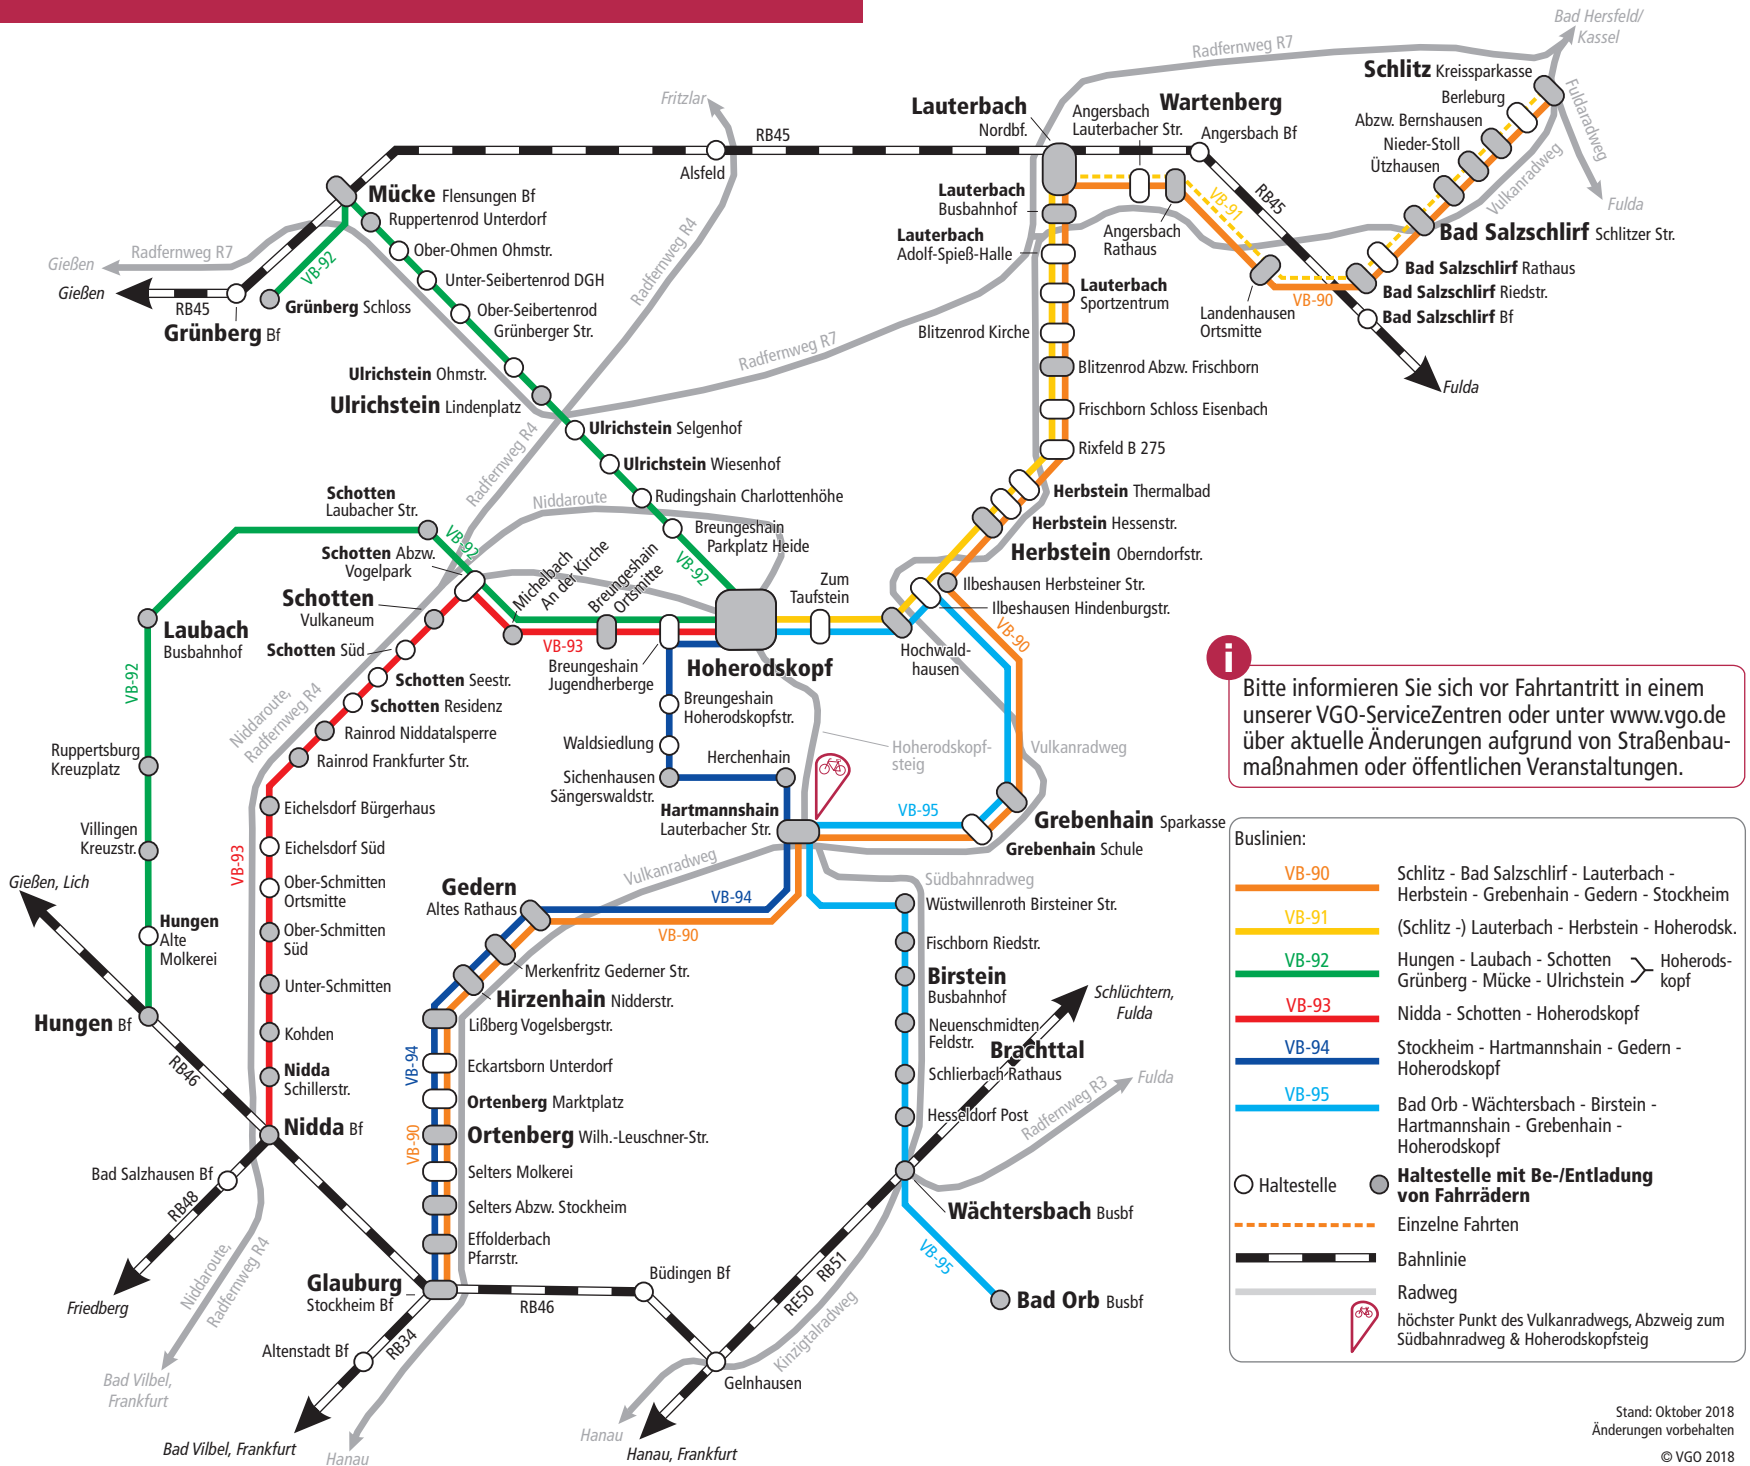 Bad Hersfeld/
Kassel
Radfernweg R7
Schlitz Kreissparkasse
Berleburg
Abzw. Bernshausen
Nieder-Stoll
Ützhausen
Fuldaradweg
Vulkanradweg
Fulda
Fritzlar
RB45
Alsfeld
Lauterbach
Nordbf.
Angersbach
Lauterbacher Str.
Wartenberg
Angersbach Bf
Mücke Flensungen Bf
Ruppertenrod Unterdorf
Ober-Ohmen Ohmstr.
Unter-Seibertenrod DGH
Ober-Seibertenrod
Grünberger Str.
Radfernweg R7
Gießen
Gießen
RB45
VB-92
Grünberg Schloss
Grünberg Bf
Radfernweg R4
Lauterbach
Busbahnhof
Lauterbach
Adolf-Spieß-Halle
Lauterbach
Sportzentrum
Blitzenrod Kirche
Blitzenrod Abzw. Frischborn
Frischborn Schloss Eisenbach
Rixfeld B 275
VB-91
RB45
Angersbach
Rathaus
Landenhausen
Ortsmitte
VB-90
Bad Salzschlirf Schlitzer Str.
Bad Salzschlirf Rathaus
Bad Salzschlirf Riedstr.
Bad Salzschlirf Bf
Fulda
Radfernweg R7
Ulrichstein Ohmstr.
Ulrichstein Lindenplatz
Ulrichstein Selgenhof
Ulrichstein Wiesenhof
Rudingshain Charlottenhöhe
Breungeshain
Parkplatz Heide
VB-92
Radfernweg R4
Niddaroute
Herbstein Thermalbad
Herbstein Hessenstr.
Herbstein Oberndorfstr.
Ilbeshausen Herbsteiner Str.
Ilbeshausen Hindenburgstr.
Schotten
Laubacher Str.
VB-92
Schotten Abzw.
Vogelpark
Schotten
Vulkaneum
Schotten Süd
Schotten Seestr.
Schotten Residenz
Rainrod Niddatalsperre
Rainrod Frankfurter Str.
Niddaroute,
Radfernweg R4
Michelbach
An der Kirche
Breungeshain
Ortsmitte
VB-93
Breungeshain
Jugendherberge
Hoherodskopf
Zum
Taufstein
Hochwald-
hausen
VB-90
Laubach
Busbahnhof
VB-92
Ruppertsburg
Kreuzplatz
Villingen
Kreuzstr.
Gießen, Lich
Hungen
Alte
Molkerei
Hungen Bf
RB46
Breungeshain
Hoherodskopfstr.
Waldsiedlung
Sichenhausen
Sängerswaldstr.
Herchenhain
Hoherodskopf-
steig
Vulkanradweg
Hartmannshain
Lauterbacher Str.
VB-95
Grebenhain Sparkasse
Grebenhain Schule
Eichelsdorf Bürgerhaus
Eichelsdorf Süd
VB-93
Ober-Schmitten
Ortsmitte
Ober-Schmitten
Süd
Unter-Schmitten
Kohden
Nidda
Schillerstr.
Nidda Bf
Bad Salzhausen Bf
RB48
Friedberg
Niddaroute,
Radfernweg R4
Bad Vilbel,
Frankfurt
Vulkanradweg
VB-94
VB-90
Gedern
Altes Rathaus
Merkenfritz Gederner Str.
Hirzenhain Nidderstr.
Lißberg Vogelsbergstr.
VB-94
Eckartsborn Unterdorf
Ortenberg Marktplatz
VB-90
Ortenberg Wilh.-Leuschner-Str.
Selters Molkerei
Selters Abzw. Stockheim
Effolderbach
Pfarrstr.
Glauburg
Stockheim Bf
RB46
Büdingen Bf
Altenstadt Bf
RB34
Bad Vilbel, Frankfurt
Hanau
Südbahnradweg
Wüstwillenroth Birsteiner Str.
Fischborn Riedstr.
Birstein
Busbahnhof
Neuenschmidten
Feldstr.
Brachttal
Schlierbach Rathaus
Hesseldorf Post
Schlüchtern,
Fulda
Radfernweg R3
Fulda
Wächtersbach Busbf
VB-95
Bad Orb Busbf
RE50 RB51
Kinzigtalradweg
Gelnhausen
Hanau
Hanau, Frankfurt
i
Bitte informieren Sie sich vor Fahrtantritt in einem
unserer VGO-ServiceZentren oder unter www.vgo.de
über aktuelle Änderungen aufgrund von Straßenbau-
maßnahmen oder öffentlichen Veranstaltungen.
Buslinien:
VB-90 Schlitz - Bad Salzschlirf - Lauterbach -
Herbstein - Grebenhain - Gedern - Stockheim
VB-91 (Schlitz -) Lauterbach - Herbstein - Hoherodsk.
VB-92 Hungen - Laubach - Schotten
Grünberg - Mücke - Ulrichstein
Hoherods-
kopf
VB-93 Nidda - Schotten - Hoherodskopf
VB-94 Stockheim - Hartmannshain - Gedern -
Hoherodskopf
VB-95 Bad Orb - Wächtersbach - Birstein -
Hartmannshain - Grebenhain -
Hoherodskopf
Haltestelle
Haltestelle mit Be-/Entladung
von Fahrrädern
Einzelne Fahrten
Bahnlinie
Radweg
höchster Punkt des Vulkanradwegs, Abzweig zum
Südbahnradweg & Hoherodskopfsteig
Stand: Oktober 2018
Änderungen vorbehalten
© VGO 2018